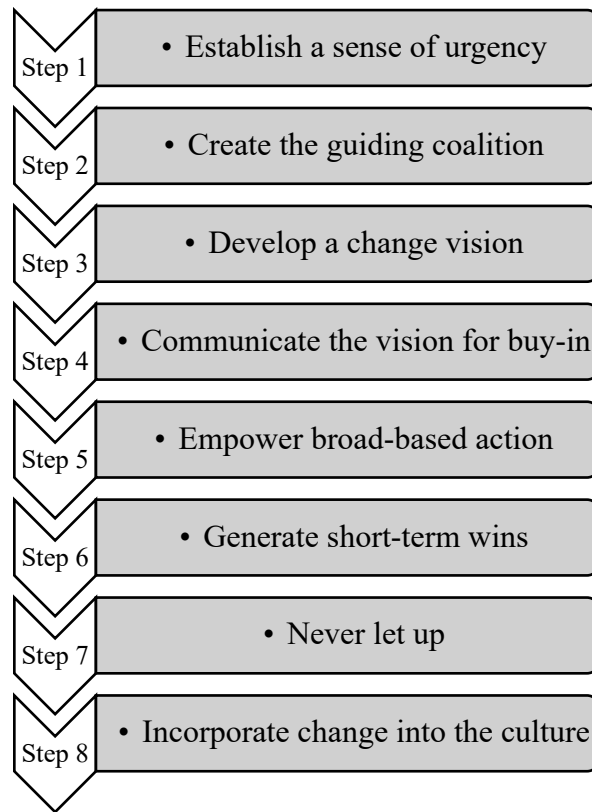 Step 1
• Establish a sense of urgency
Step 2
• Create the guiding coalition
Step 3
• Develop a change vision
Step 4
• Communicate the vision for buy-in
Step 5
• Empower broad-based action
Step 6
• Generate short-term wins
Step 7
• Never let up
Step 8
• Incorporate change into the culture